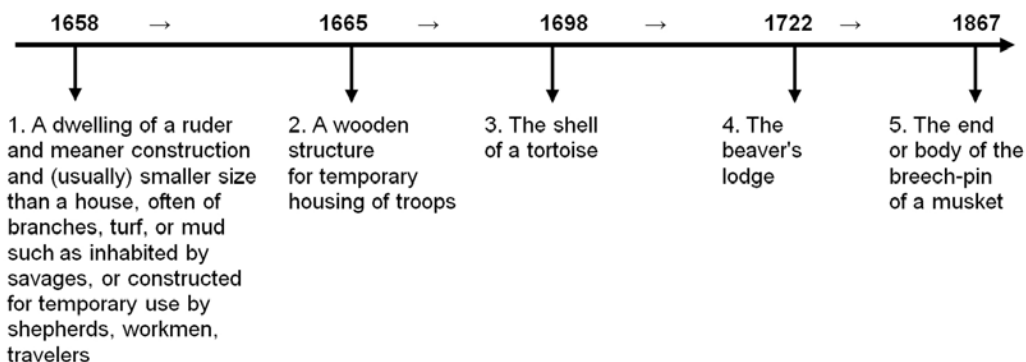 1658 → 1665 → 1698 → 1722 → 1867
1. A dwelling of a ruder
and meaner construction
and (usually) smaller size
than a house, often of
branches, turf, or mud
such as inhabited by
savages, or constructed
for temporary use by
shepherds, workmen,
travelers
2. A wooden
structure
for temporary
housing of troops
3. The shell
of a tortoise
4. The
beaver's
lodge
5. The end
or body of the
breech-pin
of a musket